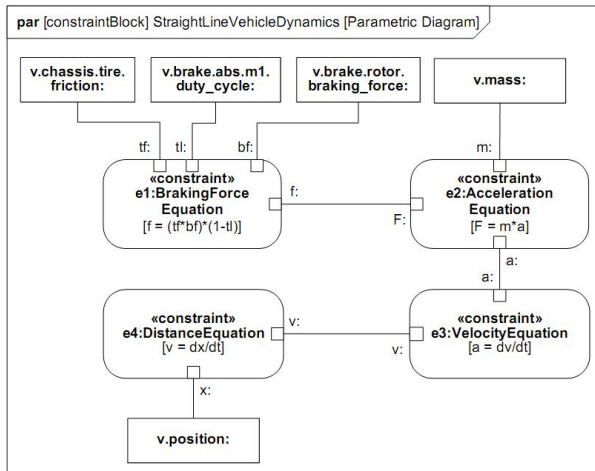 par [constraintBlock] StraightLineVehicleDynamics [Parametric Diagram]
v.chassis.tire.
friction:
v.brake.abs.m1.
duty_cycle:
v.brake.rotor.
braking_force:
v.mass:
tf:
tl:
bf:
m:
«constraint»
e1:BrakingForce
Equation
[f = (tf*bf)*(1-tl)]
f:
F:
«constraint»
e2:Acceleration
Equation
[F = m*a]
a:
a:
«constraint»
e4:DistanceEquation
[v = dx/dt]
v:
v:
«constraint»
e3:VelocityEquation
[a = dv/dt]
x:
v.position: